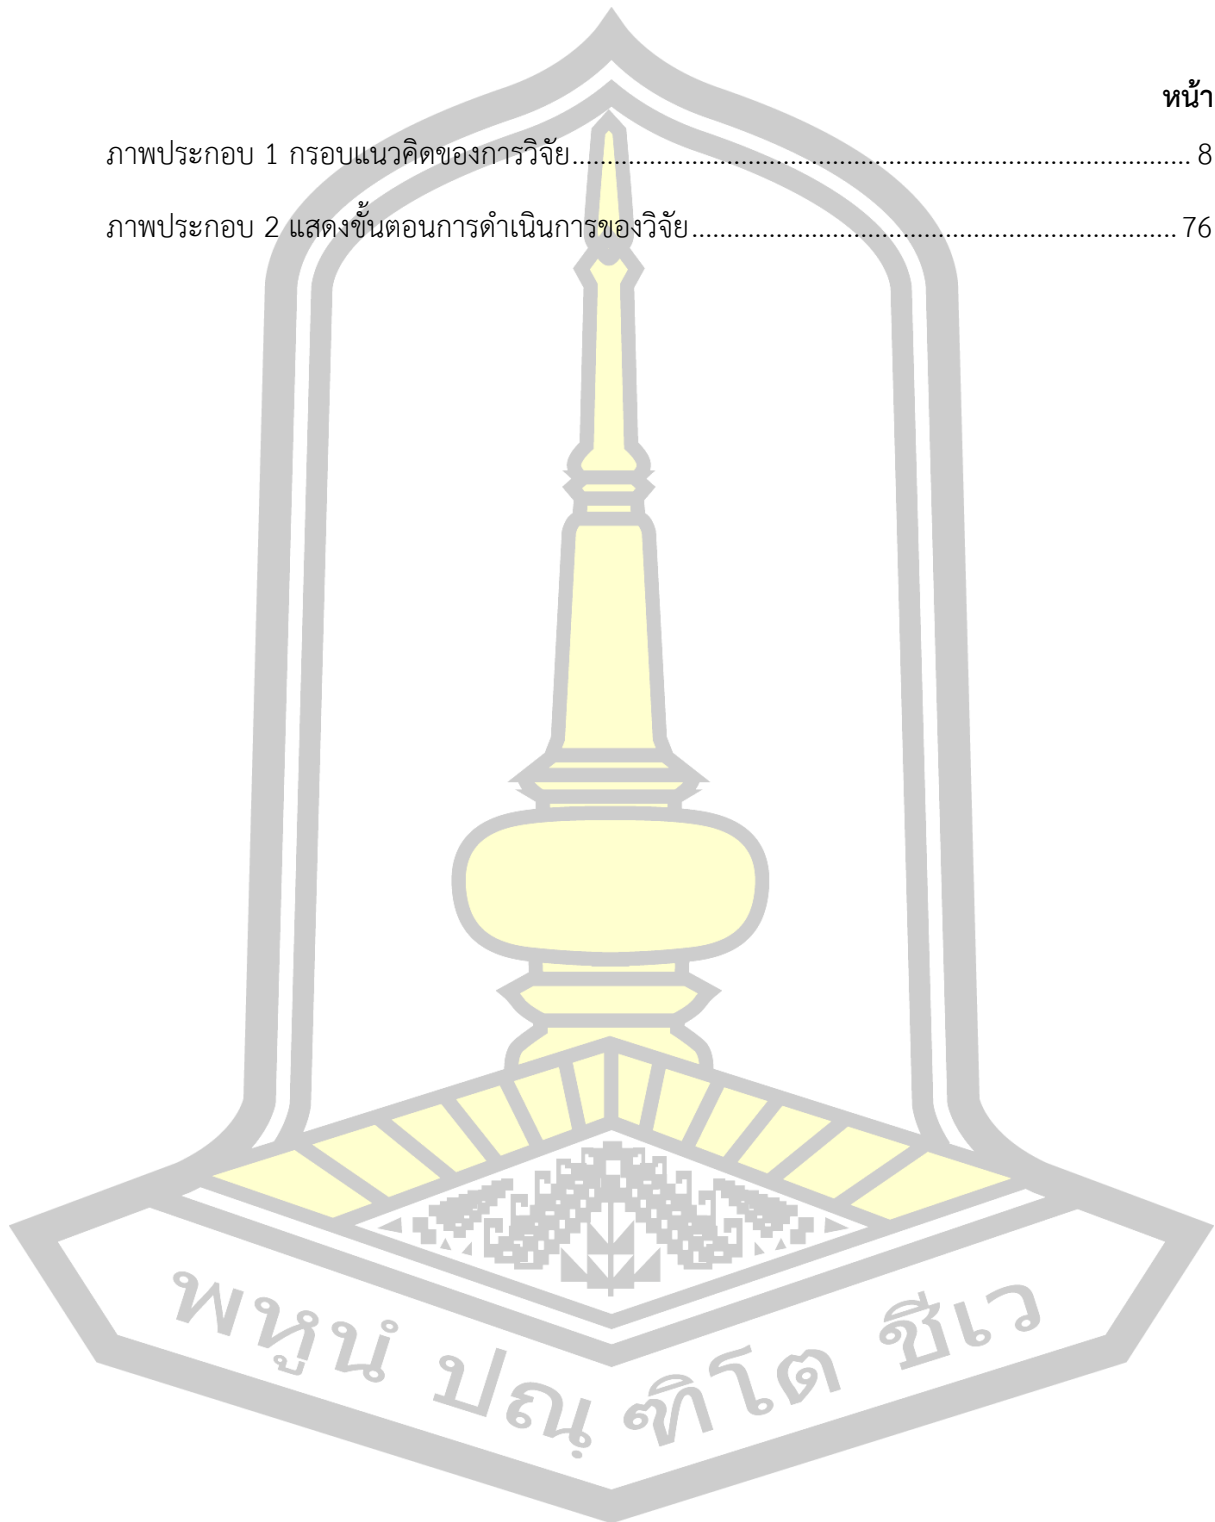 หน้า
ภาพประกอบ 1 กรอบแนวคิดของการวิจัย........................................................................................ 8
ภาพประกอบ 2 แสดงขั้นตอนการดำเนินการของวิจัย..................................................................... 76
พหูนํ ปณฺฑิโต ชีเว